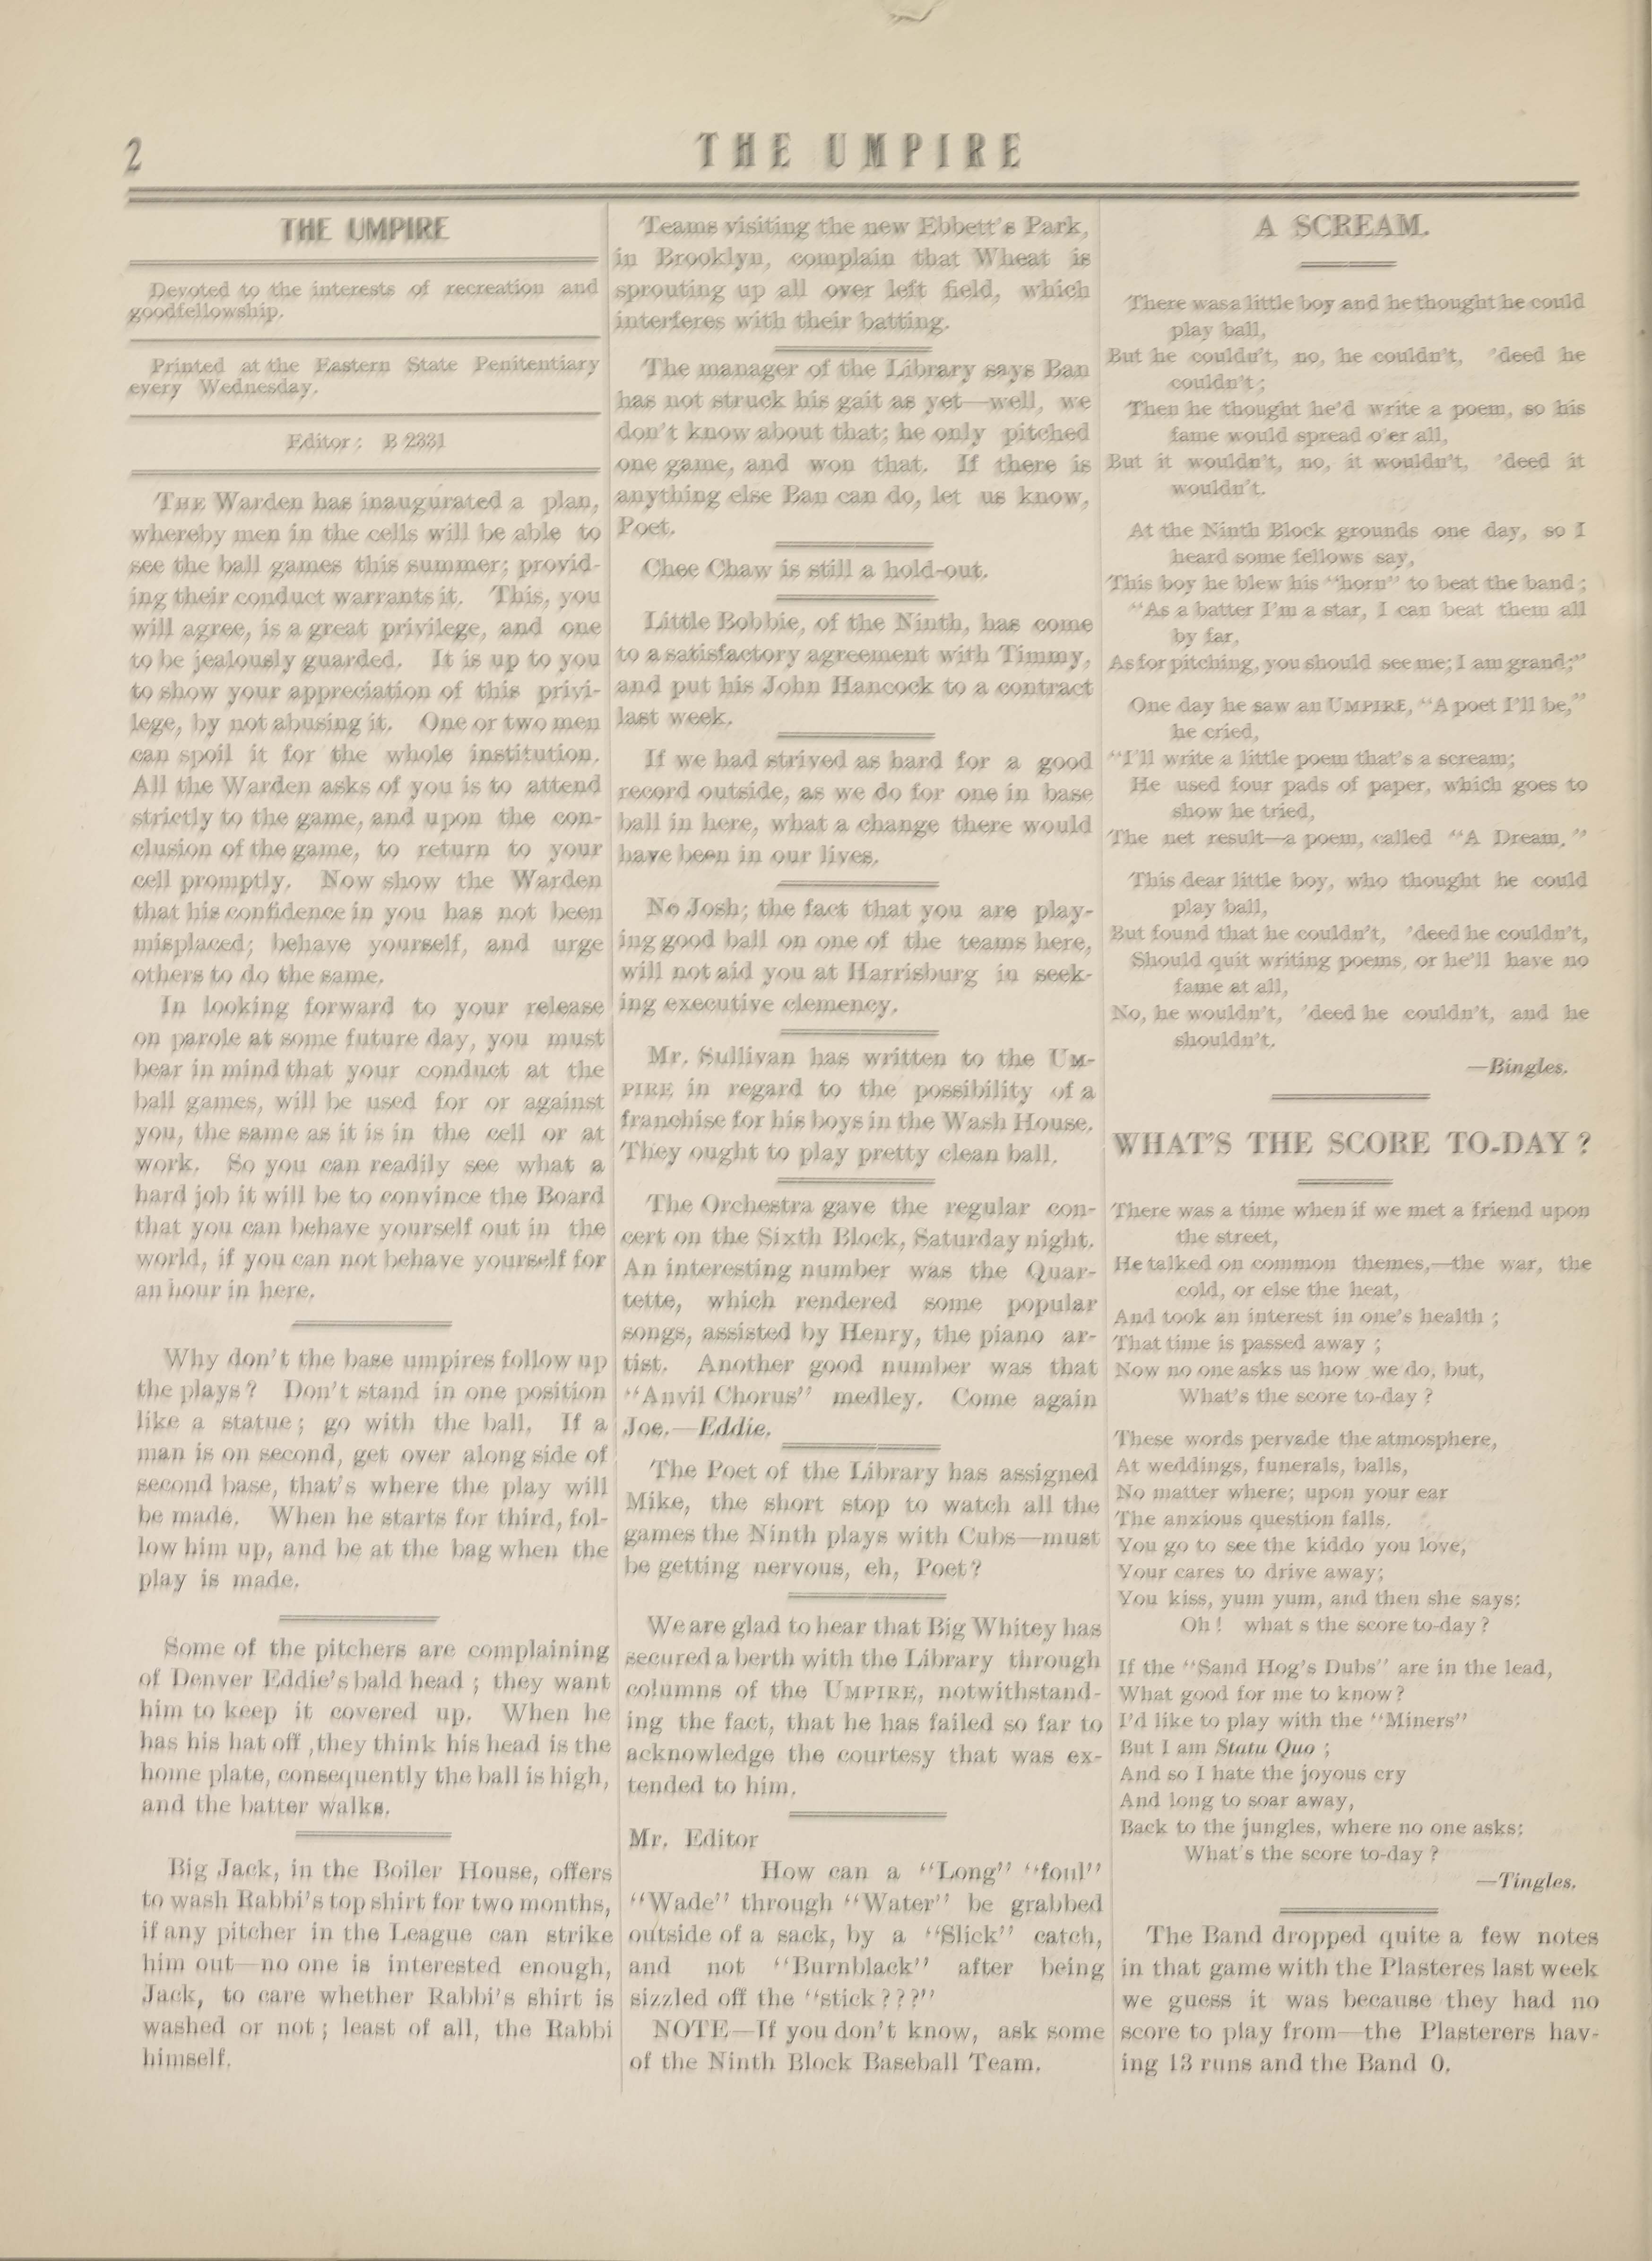 2
THE UMPIRE
THE UMPIRE
Devoted to the interests of recreation and
goodfellowship.
Printed at the Eastern State Penitentiary
every Wednesday.
Editor: B 2331
THE Warden has inaugurated a plan,
whereby men in the cells will be able to
see the ball games this summer; provid-
ing their conduct warrants it. This, you
will agree, is a great privilege, and one
to be jealously guarded. It is up to you
to show your appreciation of this privi-
lege, by not abusing it. One or two men
can spoil it for the whole institution.
All the Warden asks of you is to attend
strictly to the game, and upon the con-
clusion of the game, to return to your
cell promptly. Now show the Warden
that his confidence in you has not been
misplaced; behave yourself, and urge
others to do the same.
In looking forward to your release
on parole at some future day, you must
bear in mind that your conduct at the
ball games, will be used for or against
you, the same as it is in the cell or at
work. So you can readily see what a
hard job it will be to convince the Board
that you can behave yourself out in the
world, if you can not behave yourself for
an hour in here.
Why don't the base umpires follow up
the plays? Don't stand in one position
like a statue; go with the ball. If a
man is on second, get over along side of
second base, that's where the play will
be made. When he starts for third, fol-
low him up, and be at the bag when the
play is made.
Some of the pitchers are complaining
of Denver Eddie's bald head; they want
him to keep it covered up. When he
has his hat off ,they think his head is the
home plate, consequently the ball is high,
and the batter walks.
Big Jack, in the Boiler House, offers
to wash Rabbi's top shirt for two months,
if any pitcher in the League can strike
him out—no one is interested enough,
Jack, to care whether Rabbi's shirt is
washed or not; least of all, the Rabbi
himself.
Teams visiting the new Ebbett's Park,
in Brooklyn, complain that Wheat is
sprouting up all over left field, which
interferes with their batting.
The manager of the Library says Ban
has not struck his gait as yet—well, we
don't know about that; he only pitched
one game, and won that. If there is
anything else Ban can do, let us know,
Poet.
Chee Chaw is still a hold-out.
Little Bobbie, of the Ninth, has come
to a satisfactory agreement with Timmy,
and put his John Hancock to a contract
last week.
If we had strived as hard for a good
record outside, as we do for one in base
ball in here, what a change there would
have been in our lives.
No Josh; the fact that you are play-
ing good ball on one of the teams here,
will not aid you at Harrisburg in seek-
ing executive clemency.
Mr. Sullivan has written to the UM-
PIRE in regard to the possibility of a
franchise for his boys in the Wash House.
They ought to play pretty clean ball.
The Orchestra gave the regular con-
cert on the Sixth Block, Saturday night.
An interesting number was the Quar-
tette, which rendered some popular
songs, assisted by Henry, the piano ar-
tist. Another good number was that
"Anvil Chorus" medley. Come again
Joe.—Eddie.
The Poet of the Library has assigned
Mike, the short stop to watch all the
games the Ninth plays with Cubs—must
be getting nervous, eh, Poet?
We are glad to hear that Big Whitey has
secured a berth with the Library through
columns of the UMPIRE, notwithstand-
ing the fact, that he has failed so far to
acknowledge the courtesy that was ex-
tended to him.
Mr. Editor
How can a "Long" "foul"
"Wade" through "Water" be grabbed
outside of a sack, by a "Slick" catch,
and not "Burnblack" after being
sizzled off the "stick???"
NOTE—If you don't know, ask some
of the Ninth Block Baseball Team.
A SCREAM.
There was a little boy and he thought he could
play ball,
But he couldn't, no, he couldn't, 'deed he
couldn't;
Then he thought he'd write a poem, so his
fame would spread o'er all,
But it wouldn't, no, it wouldn't, 'deed it
wouldn't.
At the Ninth Block grounds one day, so I
heard some fellows say,
This boy he blew his "horn" to beat the band;
"As a batter I'm a star, I can beat them all
by far,
As for pitching, you should see me; I am grand;"
One day he saw an UMPIRE, "A poet I'll be,"
he cried,
"I'll write a little poem that's a scream;
He used four pads of paper, which goes to
show he tried,
The net result—a poem, called "A Dream."
This dear little boy, who thought he could
play ball,
But found that he couldn't, 'deed he couldn't,
Should quit writing poems, or he'll have no
fame at all,
No, he wouldn't, 'deed he couldn't, and he
shouldn't.
—Bingles.
WHAT'S THE SCORE TO-DAY?
There was a time when if we met a friend upon
the street,
He talked on common themes,—the war, the
cold, or else the heat,
And took an interest in one's health;
That time is passed away;
Now no one asks us how we do, but,
What's the score to-day?
These words pervade the atmosphere,
At weddings, funerals, balls,
No matter where; upon your ear
The anxious question falls.
You go to see the kiddo you love,
Your cares to drive away;
You kiss, yum yum, and then she says:
Oh! what s the score to-day?
If the "Sand Hog's Dubs" are in the lead,
What good for me to know?
I'd like to play with the "Miners"
But I am Statu Quo;
And so I hate the joyous cry
And long to soar away,
Back to the jungles, where no one asks:
What's the score to-day?
—Tingles.
The Band dropped quite a few notes
in that game with the Plasteres last week
we guess it was because they had no
score to play from—the Plasterers hav-
ing 13 runs and the Band 0.